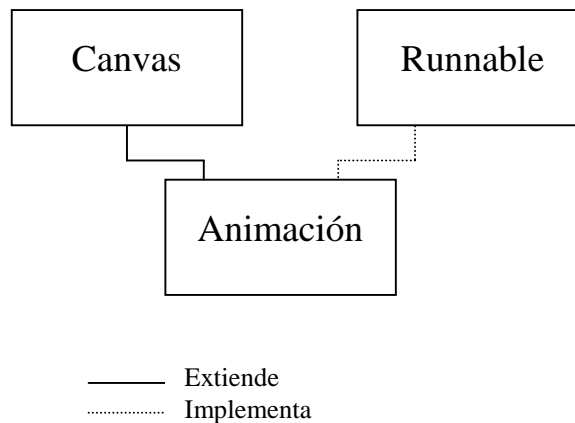 Canvas
Runnable
Animación
Extiende
Implementa